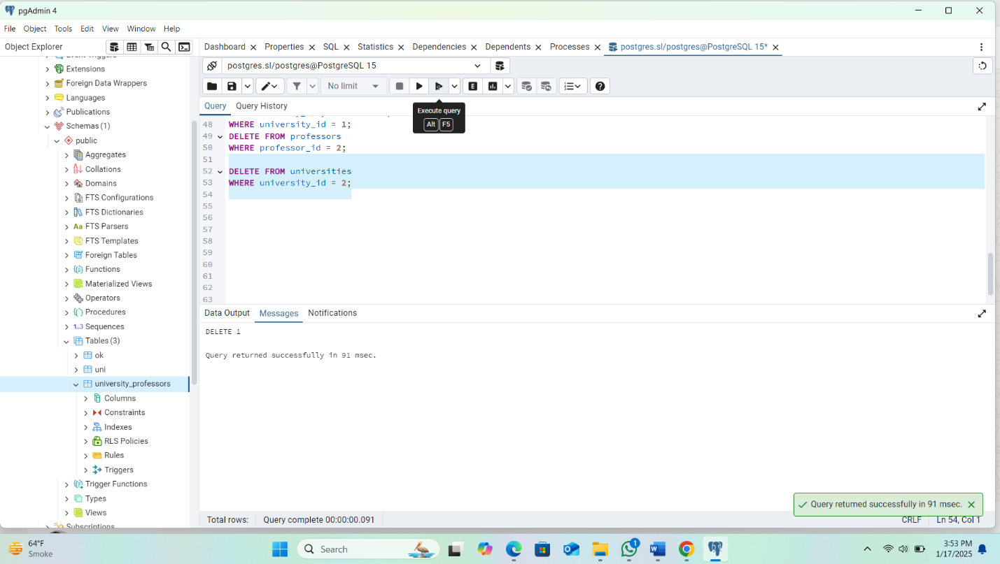 pgAdmin 4
File Object Tools Edit View Window Help
Object Explorer
Dashboard Properties SQL Statistics Dependencies Dependents Processes postgres.sl/postgres@PostgreSQL 15*
postgres.sl/postgres@PostgreSQL 15
No limit
E
Query Query History
Execute query
Alt F5
Extensions
Foreign Data Wrappers
Languages
Publications
Schemas (1)
public
Aggregates
Collations
Domains
FTS Configurations
FTS Dictionaries
Aa FTS Parsers
FTS Templates
Foreign Tables
Functions
Materialized Views
Operators
Procedures
1..3 Sequences
Tables (3)
ok
uni
university_professors
Columns
Constraints
Indexes
RLS Policies
Rules
Triggers
Trigger Functions
Types
Views
Subscriptions
48 WHERE university_id = 1;
49 DELETE FROM professors
50 WHERE professor_id = 2;
51
52 DELETE FROM universities
53 WHERE university_id = 2;
54
55
56
57
58
59
60
61
62
63
Data Output Messages Notifications
DELETE 1
Query returned successfully in 91 msec.
Query returned successfully in 91 msec.
Total rows: Query complete 00:00:00.091 CRLF Ln 54, Col 1
64°F
Smoke
Search
1
3:53 PM
1/17/2025